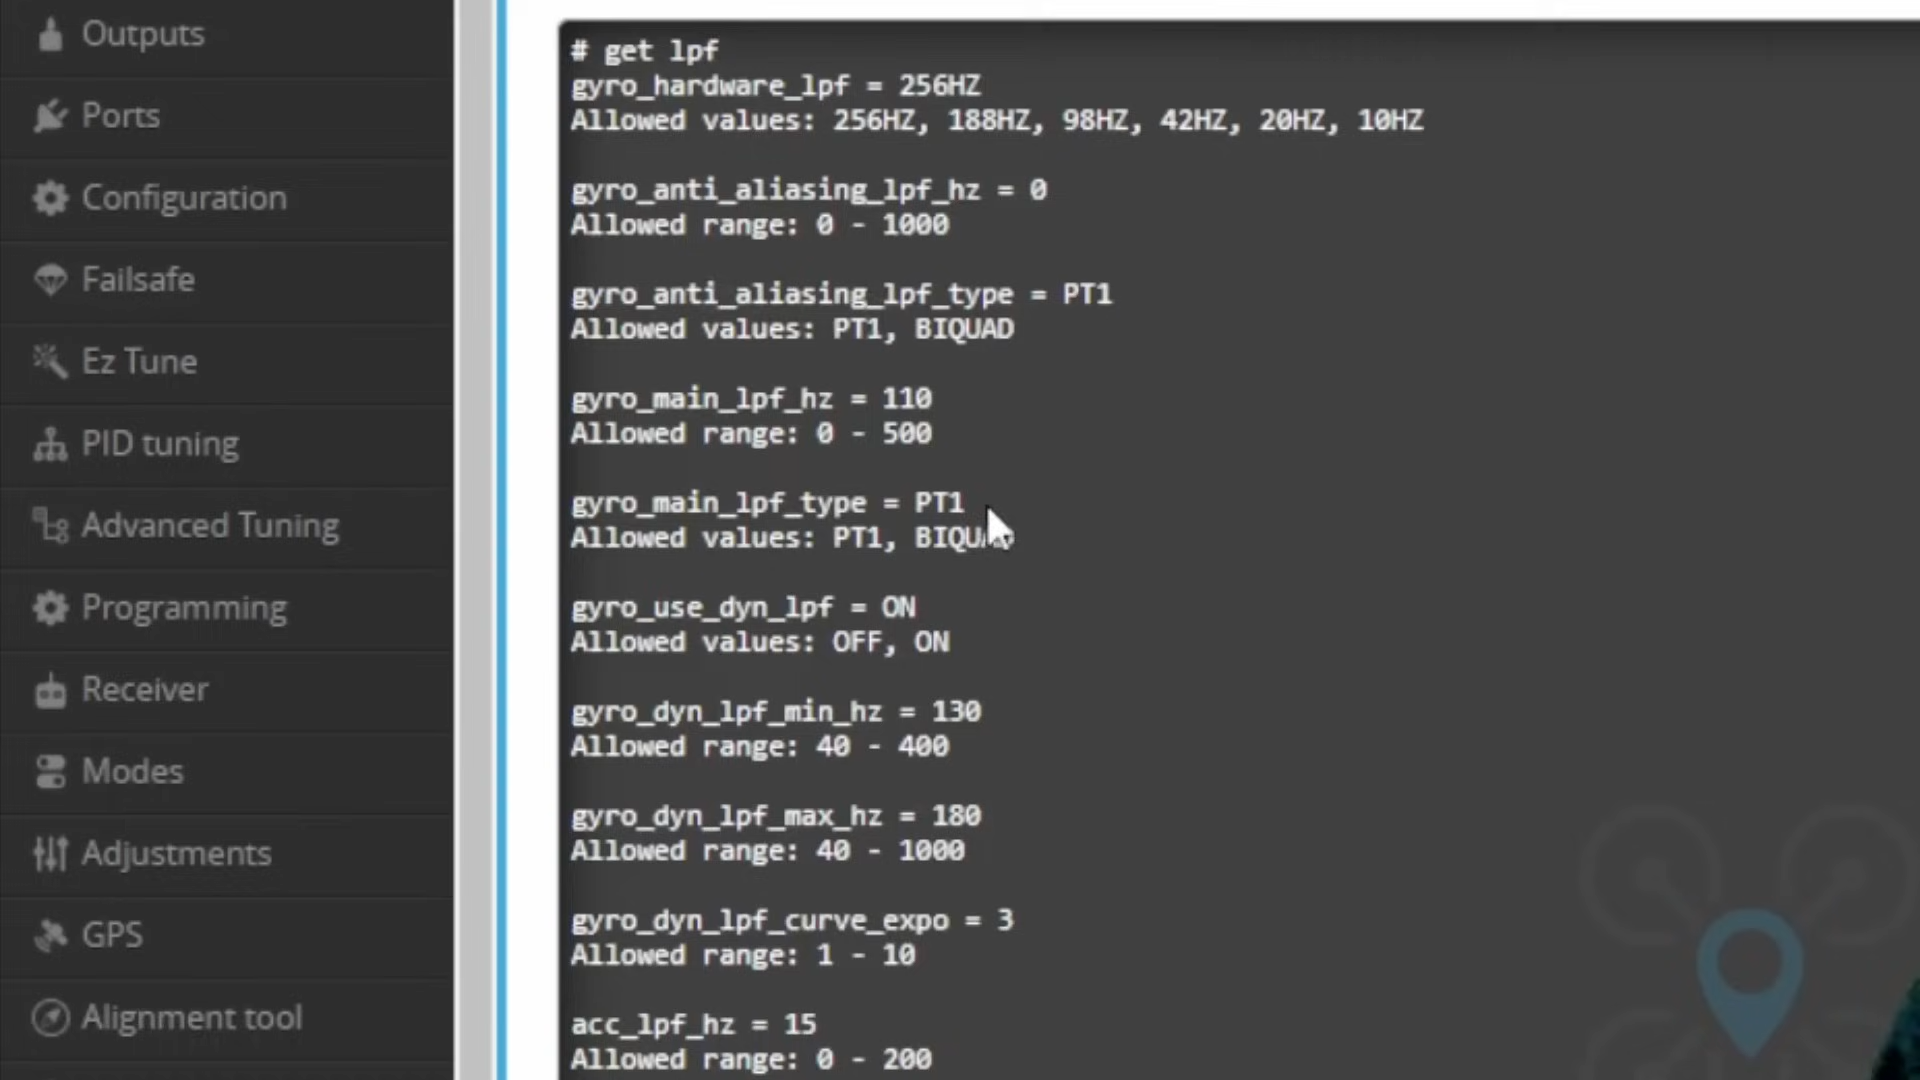 Outputs
Ports
Configuration
Failsafe
Ez Tune
PID tuning
Advanced Tuning
Programming
Receiver
Modes
Adjustments
GPS
Alignment tool
# get lpf
gyro_hardware_lpf = 256HZ
Allowed values: 256HZ, 188HZ, 98HZ, 42HZ, 20HZ, 10HZ
gyro_anti_aliasing_lpf_hz = 0
Allowed range: 0 - 1000
gyro_anti_aliasing_lpf_type = PT1
Allowed values: PT1, BIQUAD
gyro_main_lpf_hz = 110
Allowed range: 0 - 500
gyro_main_lpf_type = PT1
Allowed values: PT1, BIQUAD
gyro_use_dyn_lpf = ON
Allowed values: OFF, ON
gyro_dyn_lpf_min_hz = 130
Allowed range: 40 - 400
gyro_dyn_lpf_max_hz = 180
Allowed range: 40 - 1000
gyro_dyn_lpf_curve_expo = 3
Allowed range: 1 - 10
acc_lpf_hz = 15
Allowed range: 0 - 200